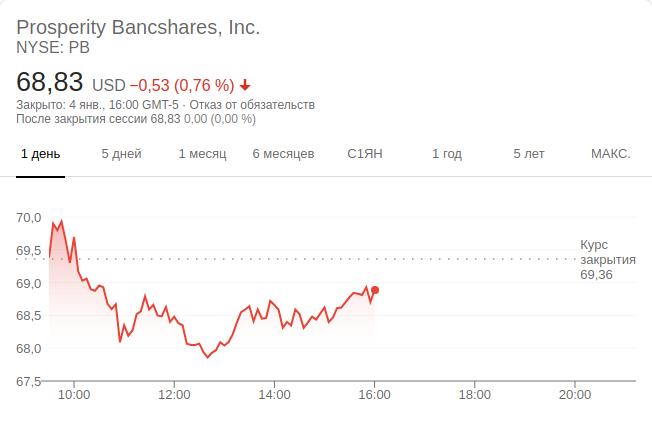 Prosperity Bancshares, Inc.
NYSE: PB
68,83 USD −0,53 (0,76 %)
Закрыто: 4 янв., 16:00 GMT-5 · Отказ от обязательств
После закрытия сессии 68,83 0,00 (0,00 %)
1 день 5 дней 1 месяц 6 месяцев С1ЯН 1 год 5 лет МАКС.
70,0
69,5
69,0
68,5
68,0
67,5
Курс
закрытия
69,36
10:00 12:00 14:00 16:00 18:00 20:00